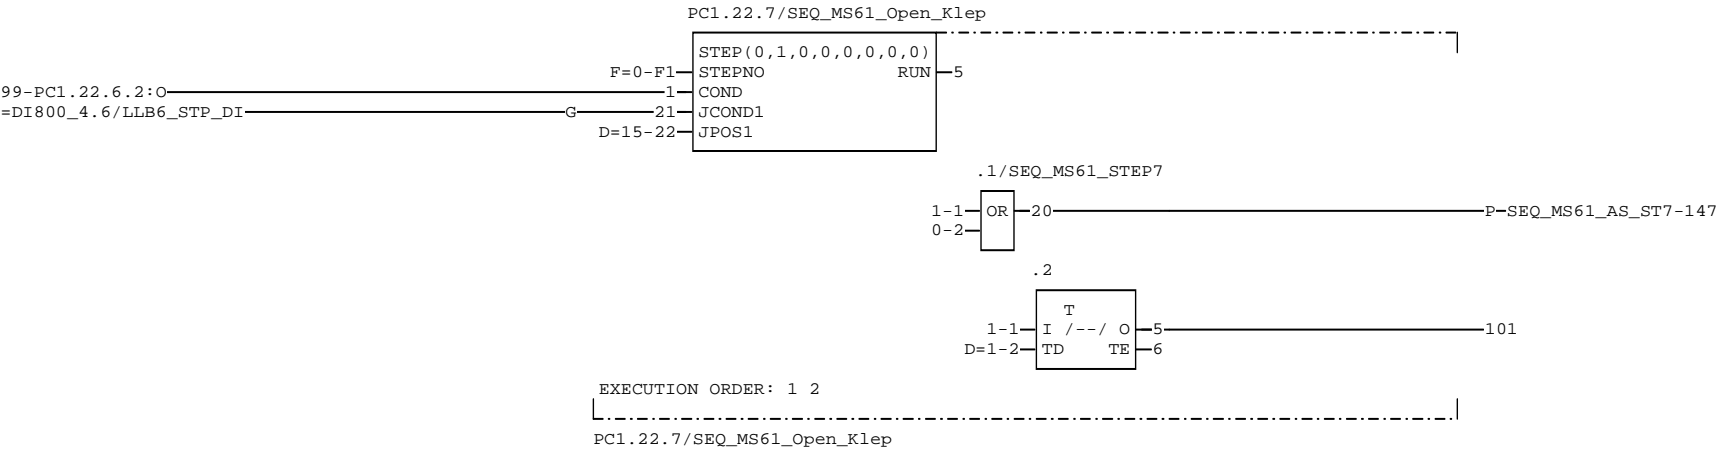 PC1.22.7/SEQ_MS61_Open_Klep
STEP(0,1,0,0,0,0,0,0)
F=0-F1 STEPNO RUN 5
99-PC1.22.6.2:O 1 COND
=DI800_4.6/LLB6_STP_DI G 21 JCOND1
D=15-22 JPOS1
.1/SEQ_MS61_STEP7
1-1 OR 20 P-SEQ_MS61_AS_ST7-147
0-2
.2
T
1-1 I /--/ O 5 101
D=1-2 TD TE 6
EXECUTION ORDER: 1 2
PC1.22.7/SEQ_MS61_Open_Klep